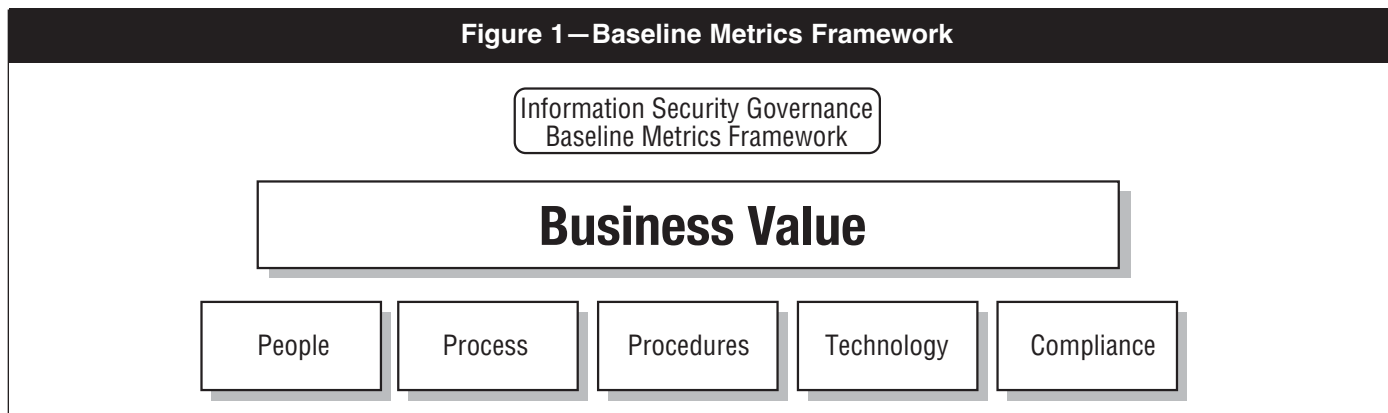 Figure 1—Baseline Metrics Framework
Information Security Governance
Baseline Metrics Framework
Business Value
People
Process
Procedures
Technology
Compliance